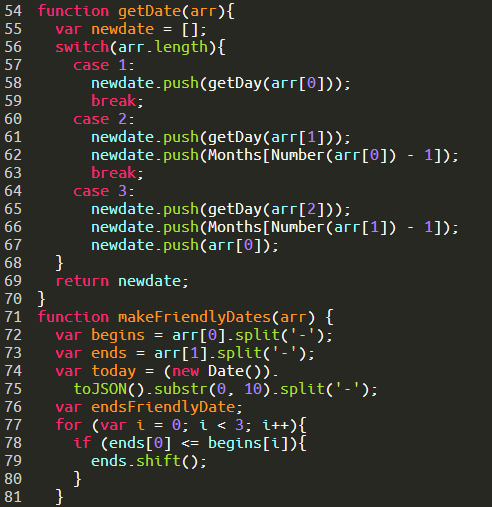 54 function getDate(arr){
55   var newdate = [];
56   switch(arr.length){
57     case 1:
58       newdate.push(getDay(arr[0]));
59       break;
60     case 2:
61       newdate.push(getDay(arr[1]));
62       newdate.push(Months[Number(arr[0]) - 1]);
63       break;
64     case 3:
65       newdate.push(getDay(arr[2]));
66       newdate.push(Months[Number(arr[1]) - 1]);
67       newdate.push(arr[0]);
68   }
69   return newdate;
70 }
71 function makeFriendlyDates(arr) {
72   var begins = arr[0].split('-');
73   var ends = arr[1].split('-');
74   var today = (new Date()).
75     toJSON().substr(0, 10).split('-');
76   var endsFriendlyDate;
77   for (var i = 0; i < 3; i++){
78     if (ends[0] <= begins[i]){
79       ends.shift();
80     }
81   }